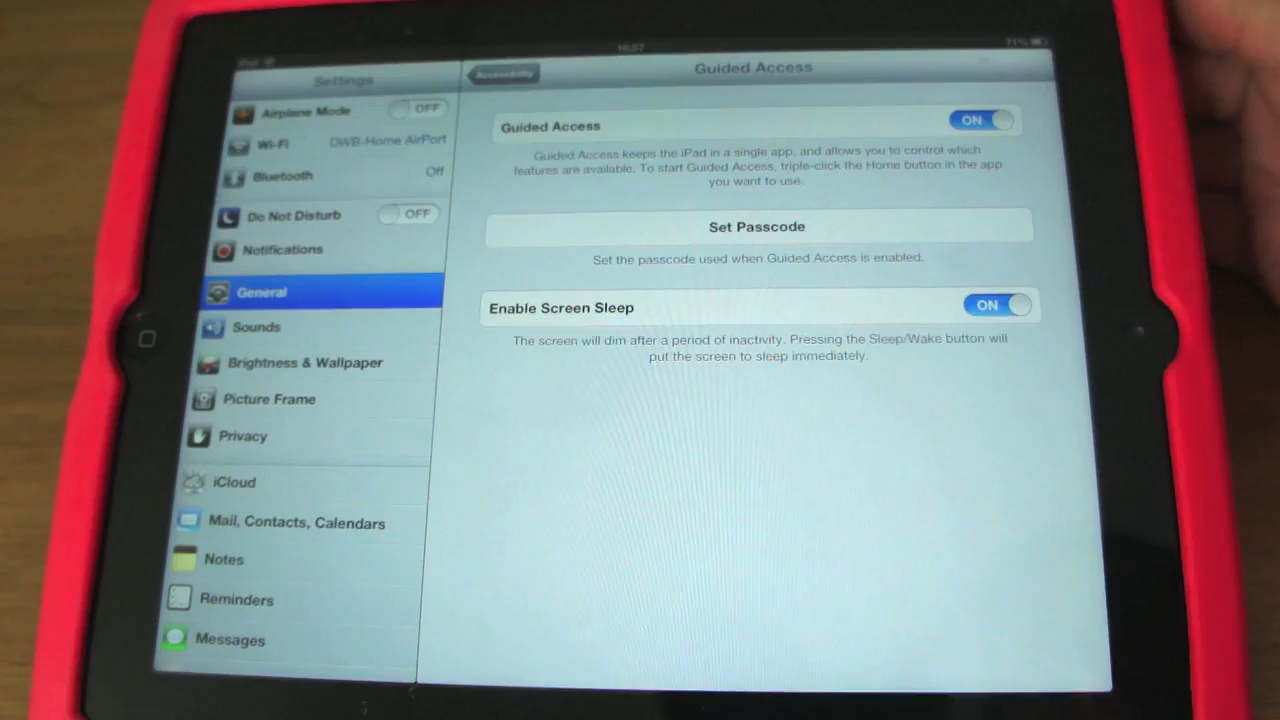 iPad
10:57
71%
Settings
Airplane Mode OFF
Wi-Fi DWB-Home AirPort
Bluetooth Off
Do Not Disturb OFF
Notifications
General
Sounds
Brightness & Wallpaper
Picture Frame
Privacy
iCloud
Mail, Contacts, Calendars
Notes
Reminders
Messages
Accessibility
Guided Access
Guided Access ON
Guided Access keeps the iPad in a single app, and allows you to control which
features are available. To start Guided Access, triple-click the Home button in the app
you want to use.
Set Passcode
Set the passcode used when Guided Access is enabled.
Enable Screen Sleep ON
The screen will dim after a period of inactivity. Pressing the Sleep/Wake button will
put the screen to sleep immediately.